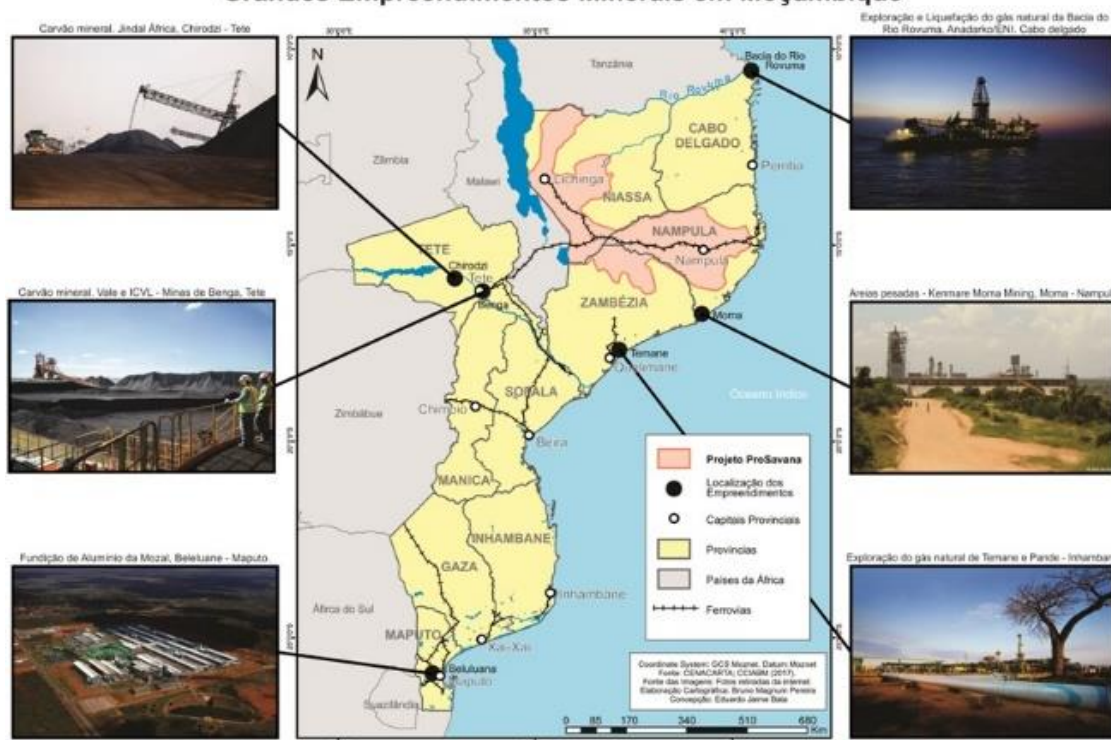 Grandes Empreendimentos Minerais em Moçambique
Carvão mineral. Jindal África, Chirodzi - Tete
Exploração e Liquefação do gás natural da Bacia do
Rio Rovuma. Anadarko/ENI. Cabo delgado
Carvão mineral. Vale e ICVL - Minas de Benga, Tete
Areias pesadas - Kenmare Moma Mining, Moma - Nampul
Fundição de Alumínio da Mozal, Beleluane - Maputo.
Exploração do gás natural de Temane e Pande - Inhamban
N
Tanzânia
Bacia do Rio
Rovuma
Rio Rovuma
CABO
DELGADO
Zâmbia
Malawi
Lichinga
Pemba
NIASSA
NAMPULA
Nampula
TETE
Chirodzi
Tete
Benga
ZAMBÉZIA
Moma
Temane
Quelimane
SOFALA
Oceano Índico
Zimbábue
Chimoio
Beira
MANICA
INHAMBANE
GAZA
Inhambane
África do Sul
MAPUTO
Xai-Xai
Beluluana
Maputo
Suazilândia
Projeto ProSavana
Localização dos
Empreendimentos
Capitais Provinciais
Províncias
Países da África
Ferrovias
Coordinate System: GCS Moznet. Datum: Moznet
Fonte: CENACARTA; (2017).
Fonte das Imagens: Fotos retiradas da internet
Elaboração Cartográfica: Bruno Magnum Pereira
Concepção: Eduardo Jaime Bata
0 85 170 340 510 680
Km